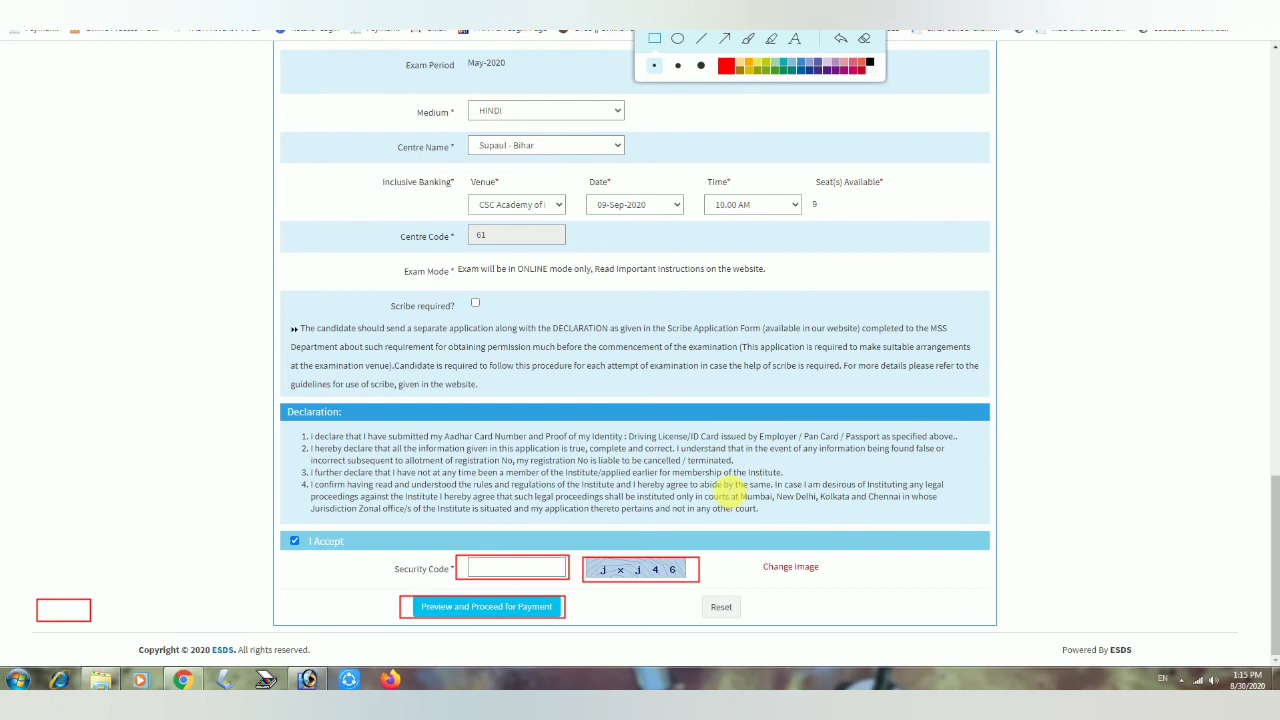 Exam Period May-2020
Medium * HINDI
Centre Name * Supaul - Bihar
Inclusive Banking* Venue* Date* Time* Seat(s) Available*
CSC Academy of 09-Sep-2020 10.00 AM 9
Centre Code * 61
Exam Mode * Exam will be in ONLINE mode only, Read Important Instructions on the website.
Scribe required?
The candidate should send a separate application along with the DECLARATION as given in the Scribe Application Form (available in our website) completed to the MSS
Department about such requirement for obtaining permission much before the commencement of the examination (This application is required to make suitable arrangements
at the examination venue).Candidate is required to follow this procedure for each attempt of examination in case the help of scribe is required. For more details please refer to the
guidelines for use of scribe, given in the website.
Declaration:
1. I declare that I have submitted my Aadhar Card Number and Proof of my Identity : Driving License/ID Card issued by Employer / Pan Card / Passport as specified above..
2. I hereby declare that all the information given in this application is true, complete and correct. I understand that in the event of any information being found false or
incorrect subsequent to allotment of registration No, my registration No is liable to be cancelled / terminated.
3. I further declare that I have not at any time been a member of the Institute/applied earlier for membership of the Institute.
4. I confirm having read and understood the rules and regulations of the Institute and I hereby agree to abide by the same. In case I am desirous of Instituting any legal
proceedings against the Institute I hereby agree that such legal proceedings shall be instituted only in courts at Mumbai, New Delhi, Kolkata and Chennai in whose
Jurisdiction Zonal office/s of the Institute is situated and my application thereto pertains and not in any other court.
I Accept
Security Code * j x j 4 6 Change Image
Preview and Proceed for Payment Reset
Copyright © 2020 ESDS. All rights reserved. Powered By ESDS
EN 1:15 PM
8/30/2020